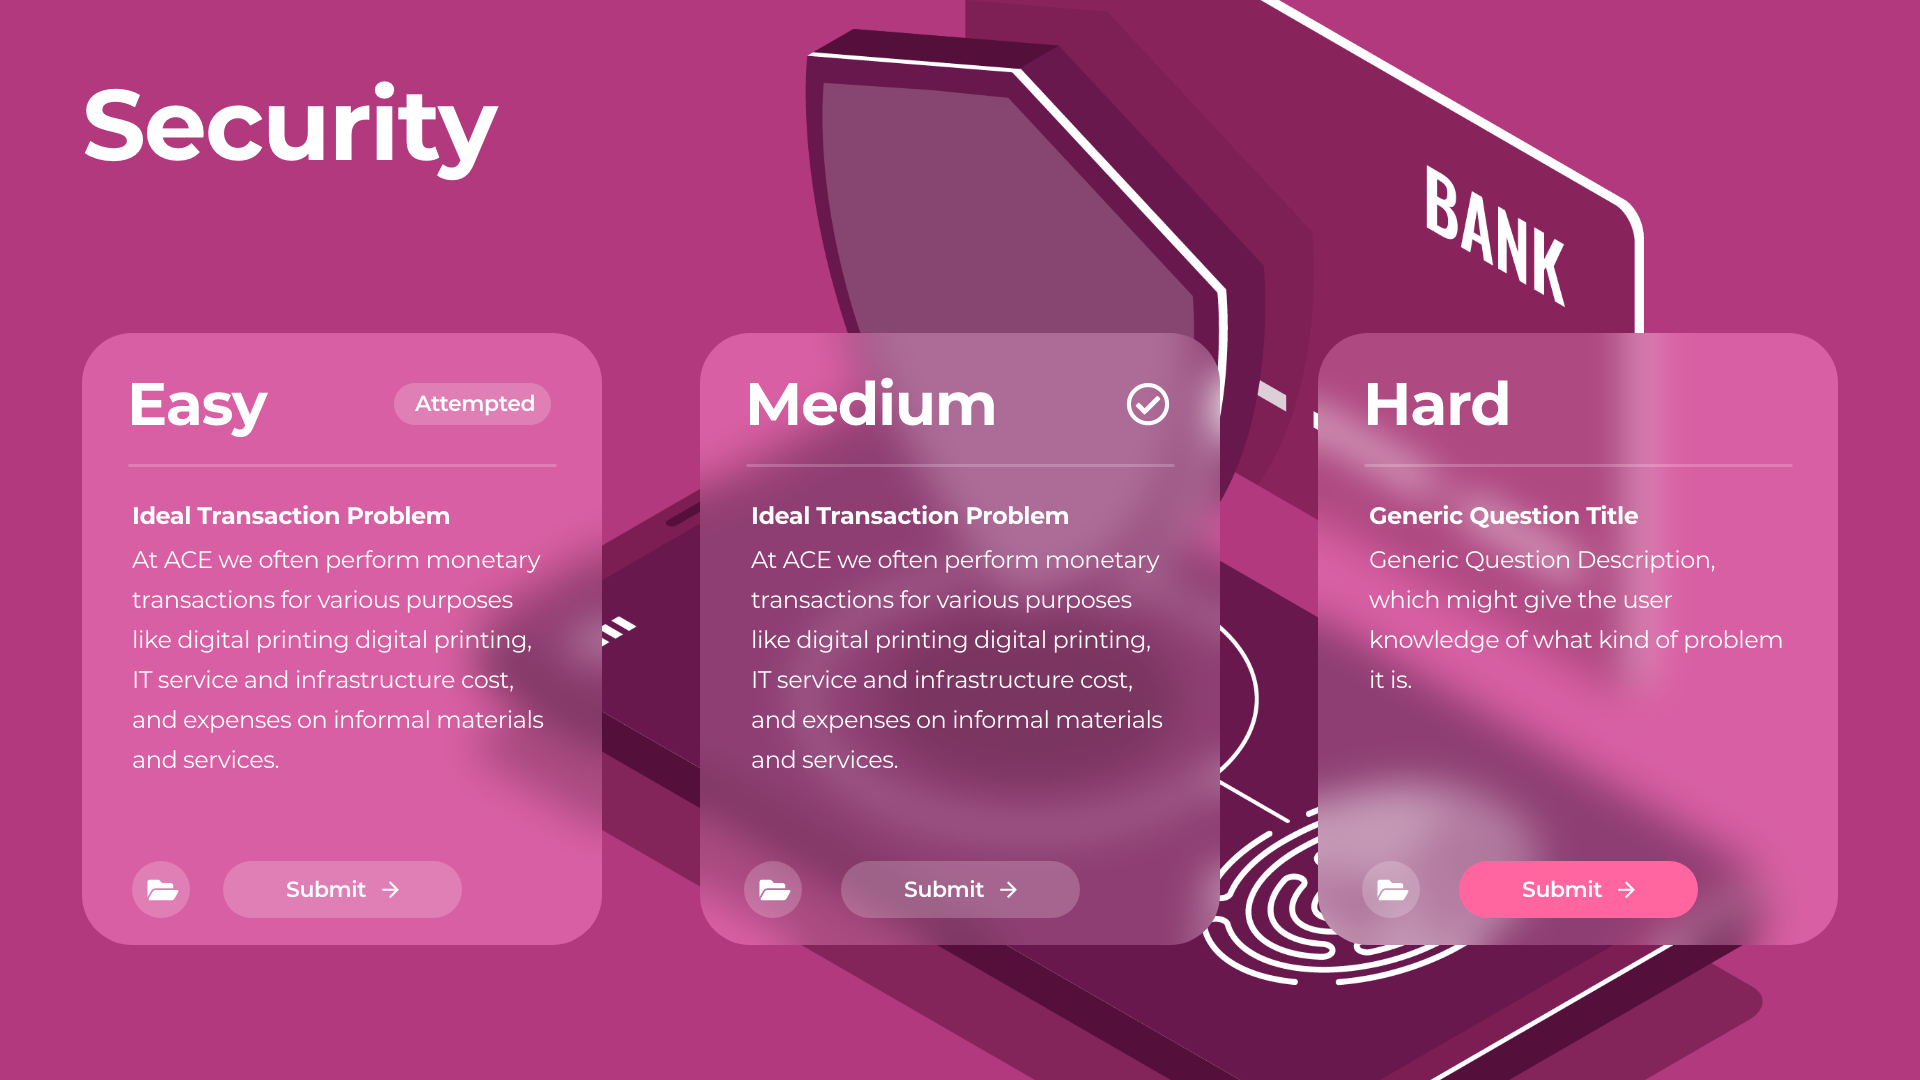 Security
BANK
Easy
Attempted
Ideal Transaction Problem
At ACE we often perform monetary
transactions for various purposes
like digital printing digital printing,
IT service and infrastructure cost,
and expenses on informal materials
and services.
Submit
Medium
Ideal Transaction Problem
At ACE we often perform monetary
transactions for various purposes
like digital printing digital printing,
IT service and infrastructure cost,
and expenses on informal materials
and services.
Submit
Hard
Generic Question Title
Generic Question Description,
which might give the user
knowledge of what kind of problem
it is.
Submit